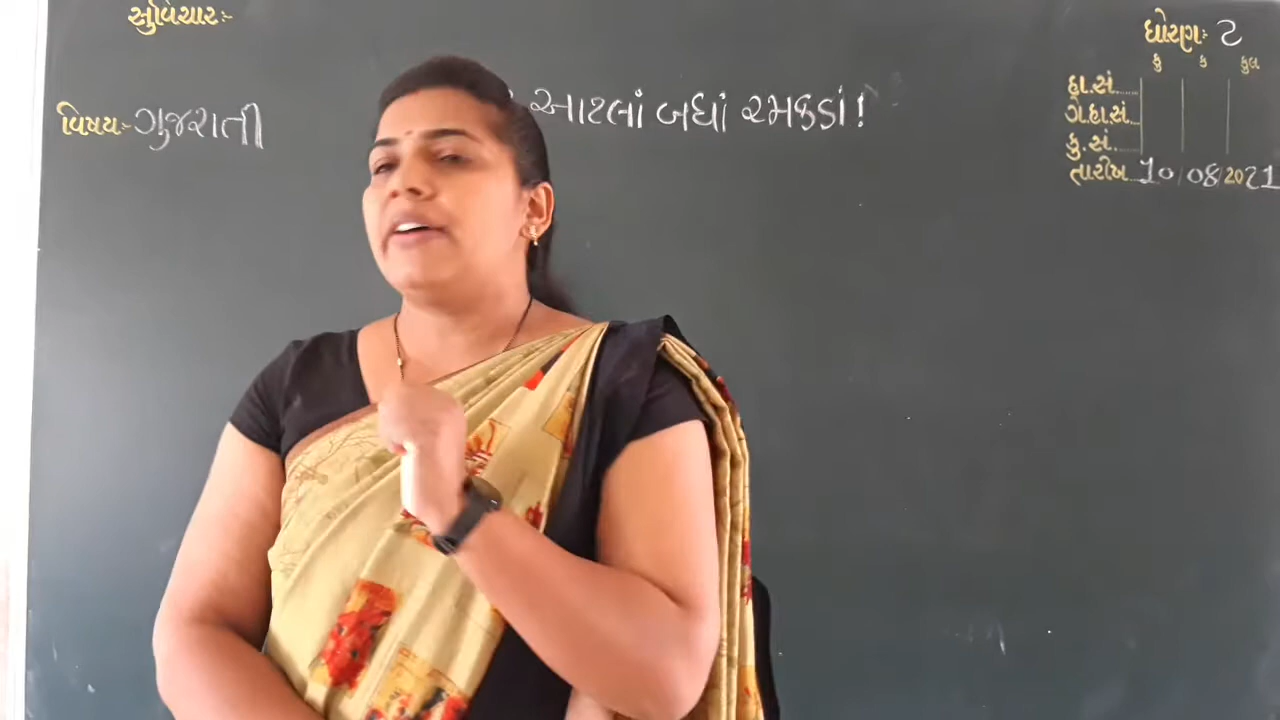 સુવિચાર:-
વિષય:- ગુજરાતી
આટલાં બધાં રમકડાં!
ધોરણ:- ૮
કુ ક કુલ
હા.સં......
ગે.હા.સં...
કુ.સં......
તારીખ...10/08/2021